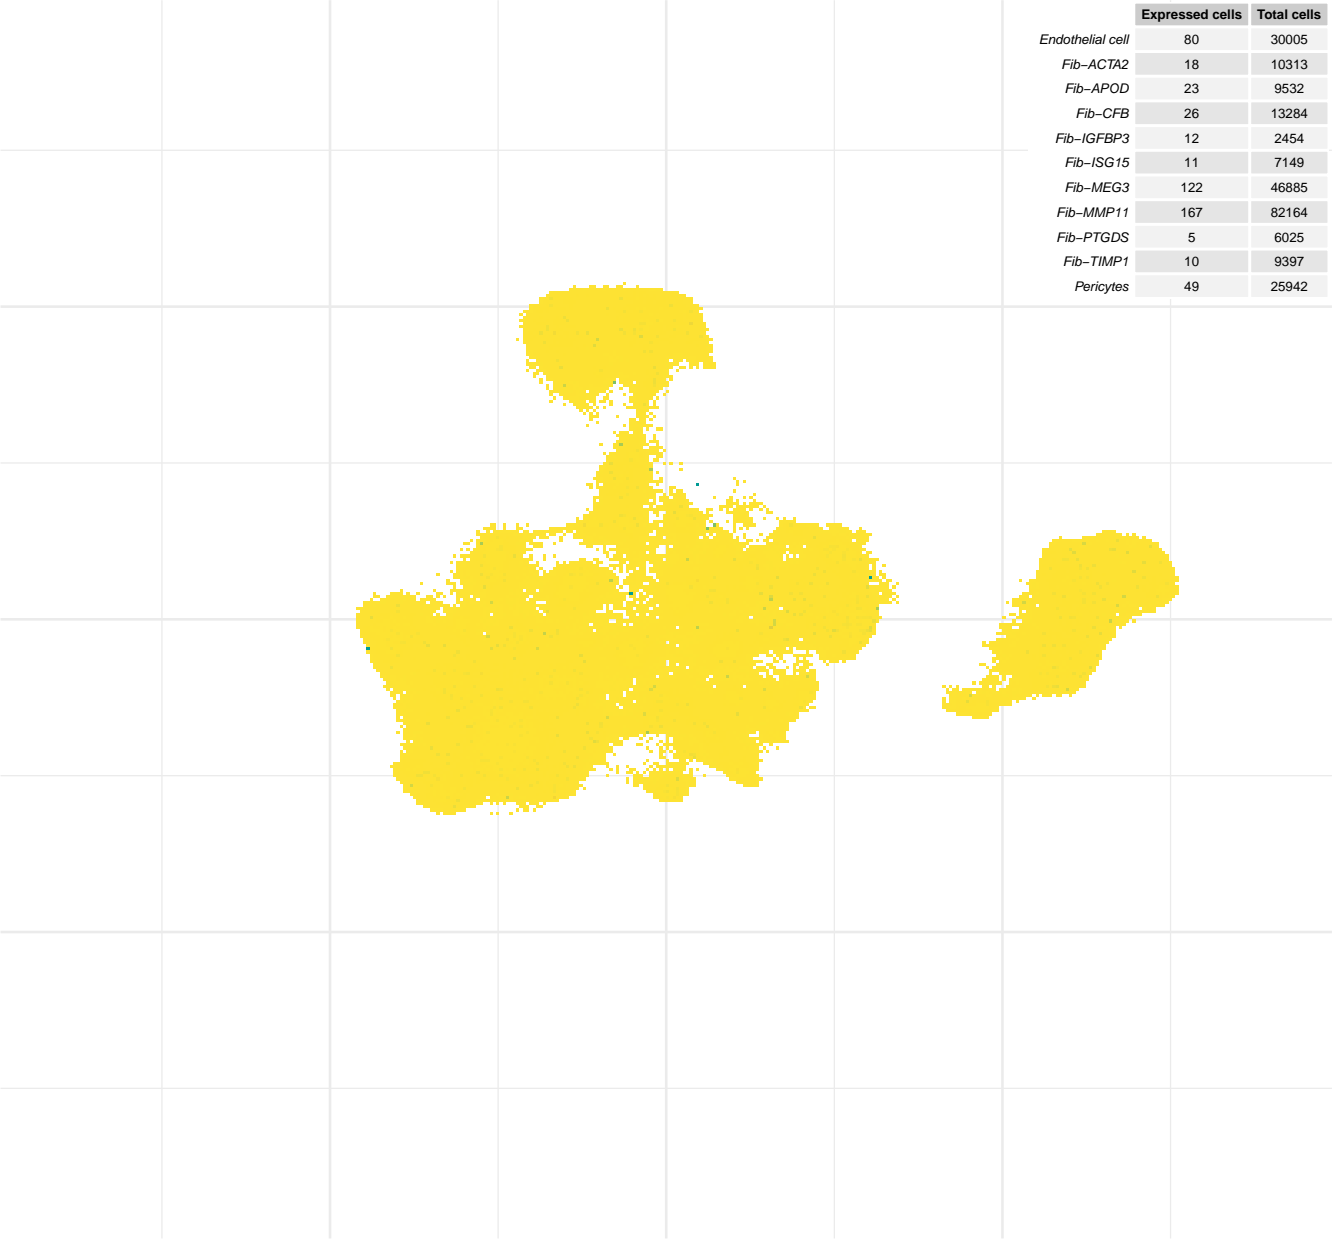 Expressed cells Total cells
Endothelial cell 80 30005
Fib−ACTA2 18 10313
Fib−APOD 23 9532
Fib−CFB 26 13284
Fib−IGFBP3 12 2454
Fib−ISG15 11 7149
Fib−MEG3 122 46885
Fib−MMP11 167 82164
Fib−PTGDS 5 6025
Fib−TIMP1 10 9397
Pericytes 49 25942